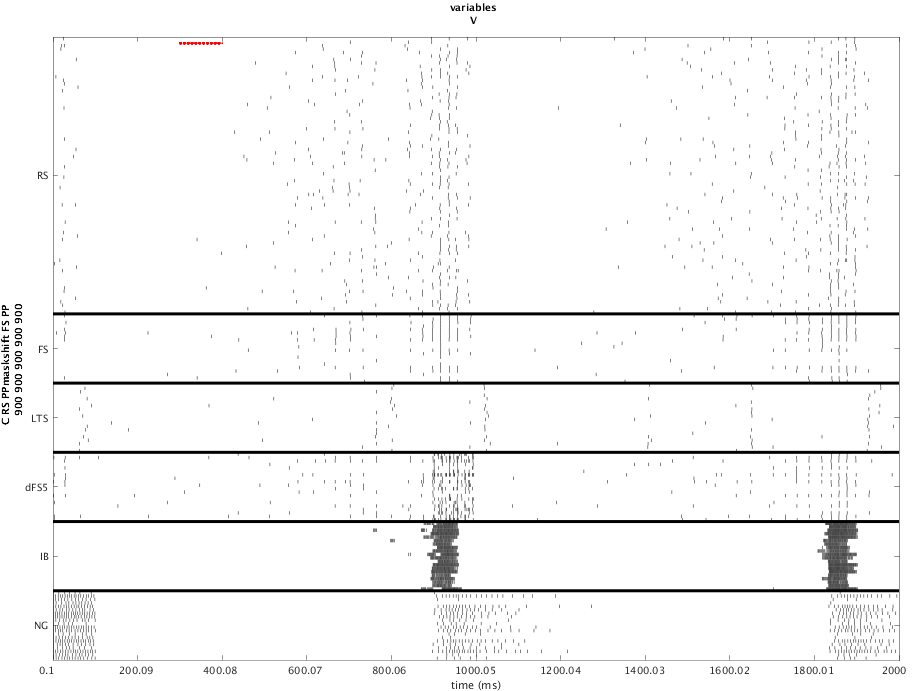 variables
V
C RS PPmaskshift FS PP
900 900 900 900 900 900
RS
FS
LTS
dFS5
IB
NG
0.1 200.09 400.08 600.07 800.06 1000.05 1200.04 1400.03 1600.02 1800.01 2000
time (ms)